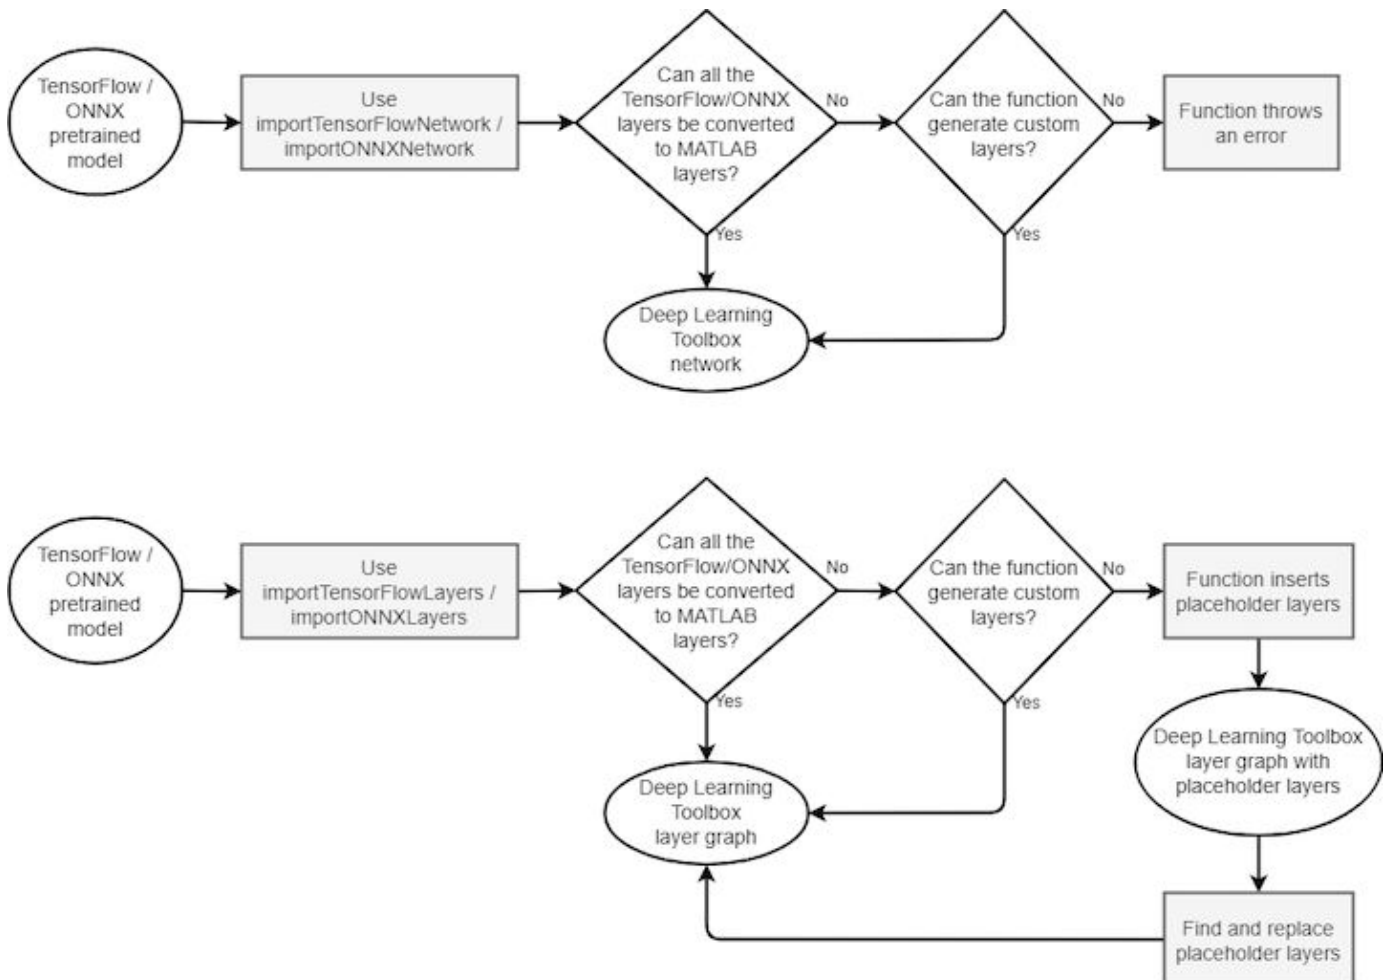 TensorFlow /
ONNX
pretrained
model
Use
importTensorFlowNetwork /
importONNXNetwork
Can all the
TensorFlow/ONNX
layers be converted
to MATLAB
layers?
No
Yes
Can the function
generate custom
layers?
No
Yes
Function throws
an error
Deep Learning
Toolbox
network
TensorFlow /
ONNX
pretrained
model
Use
importTensorFlowLayers /
importONNXLayers
Can all the
TensorFlow/ONNX
layers be converted
to MATLAB
layers?
No
Yes
Can the function
generate custom
layers?
No
Yes
Function inserts
placeholder layers
Deep Learning Toolbox
layer graph with
placeholder layers
Deep Learning
Toolbox
layer graph
Find and replace
placeholder layers